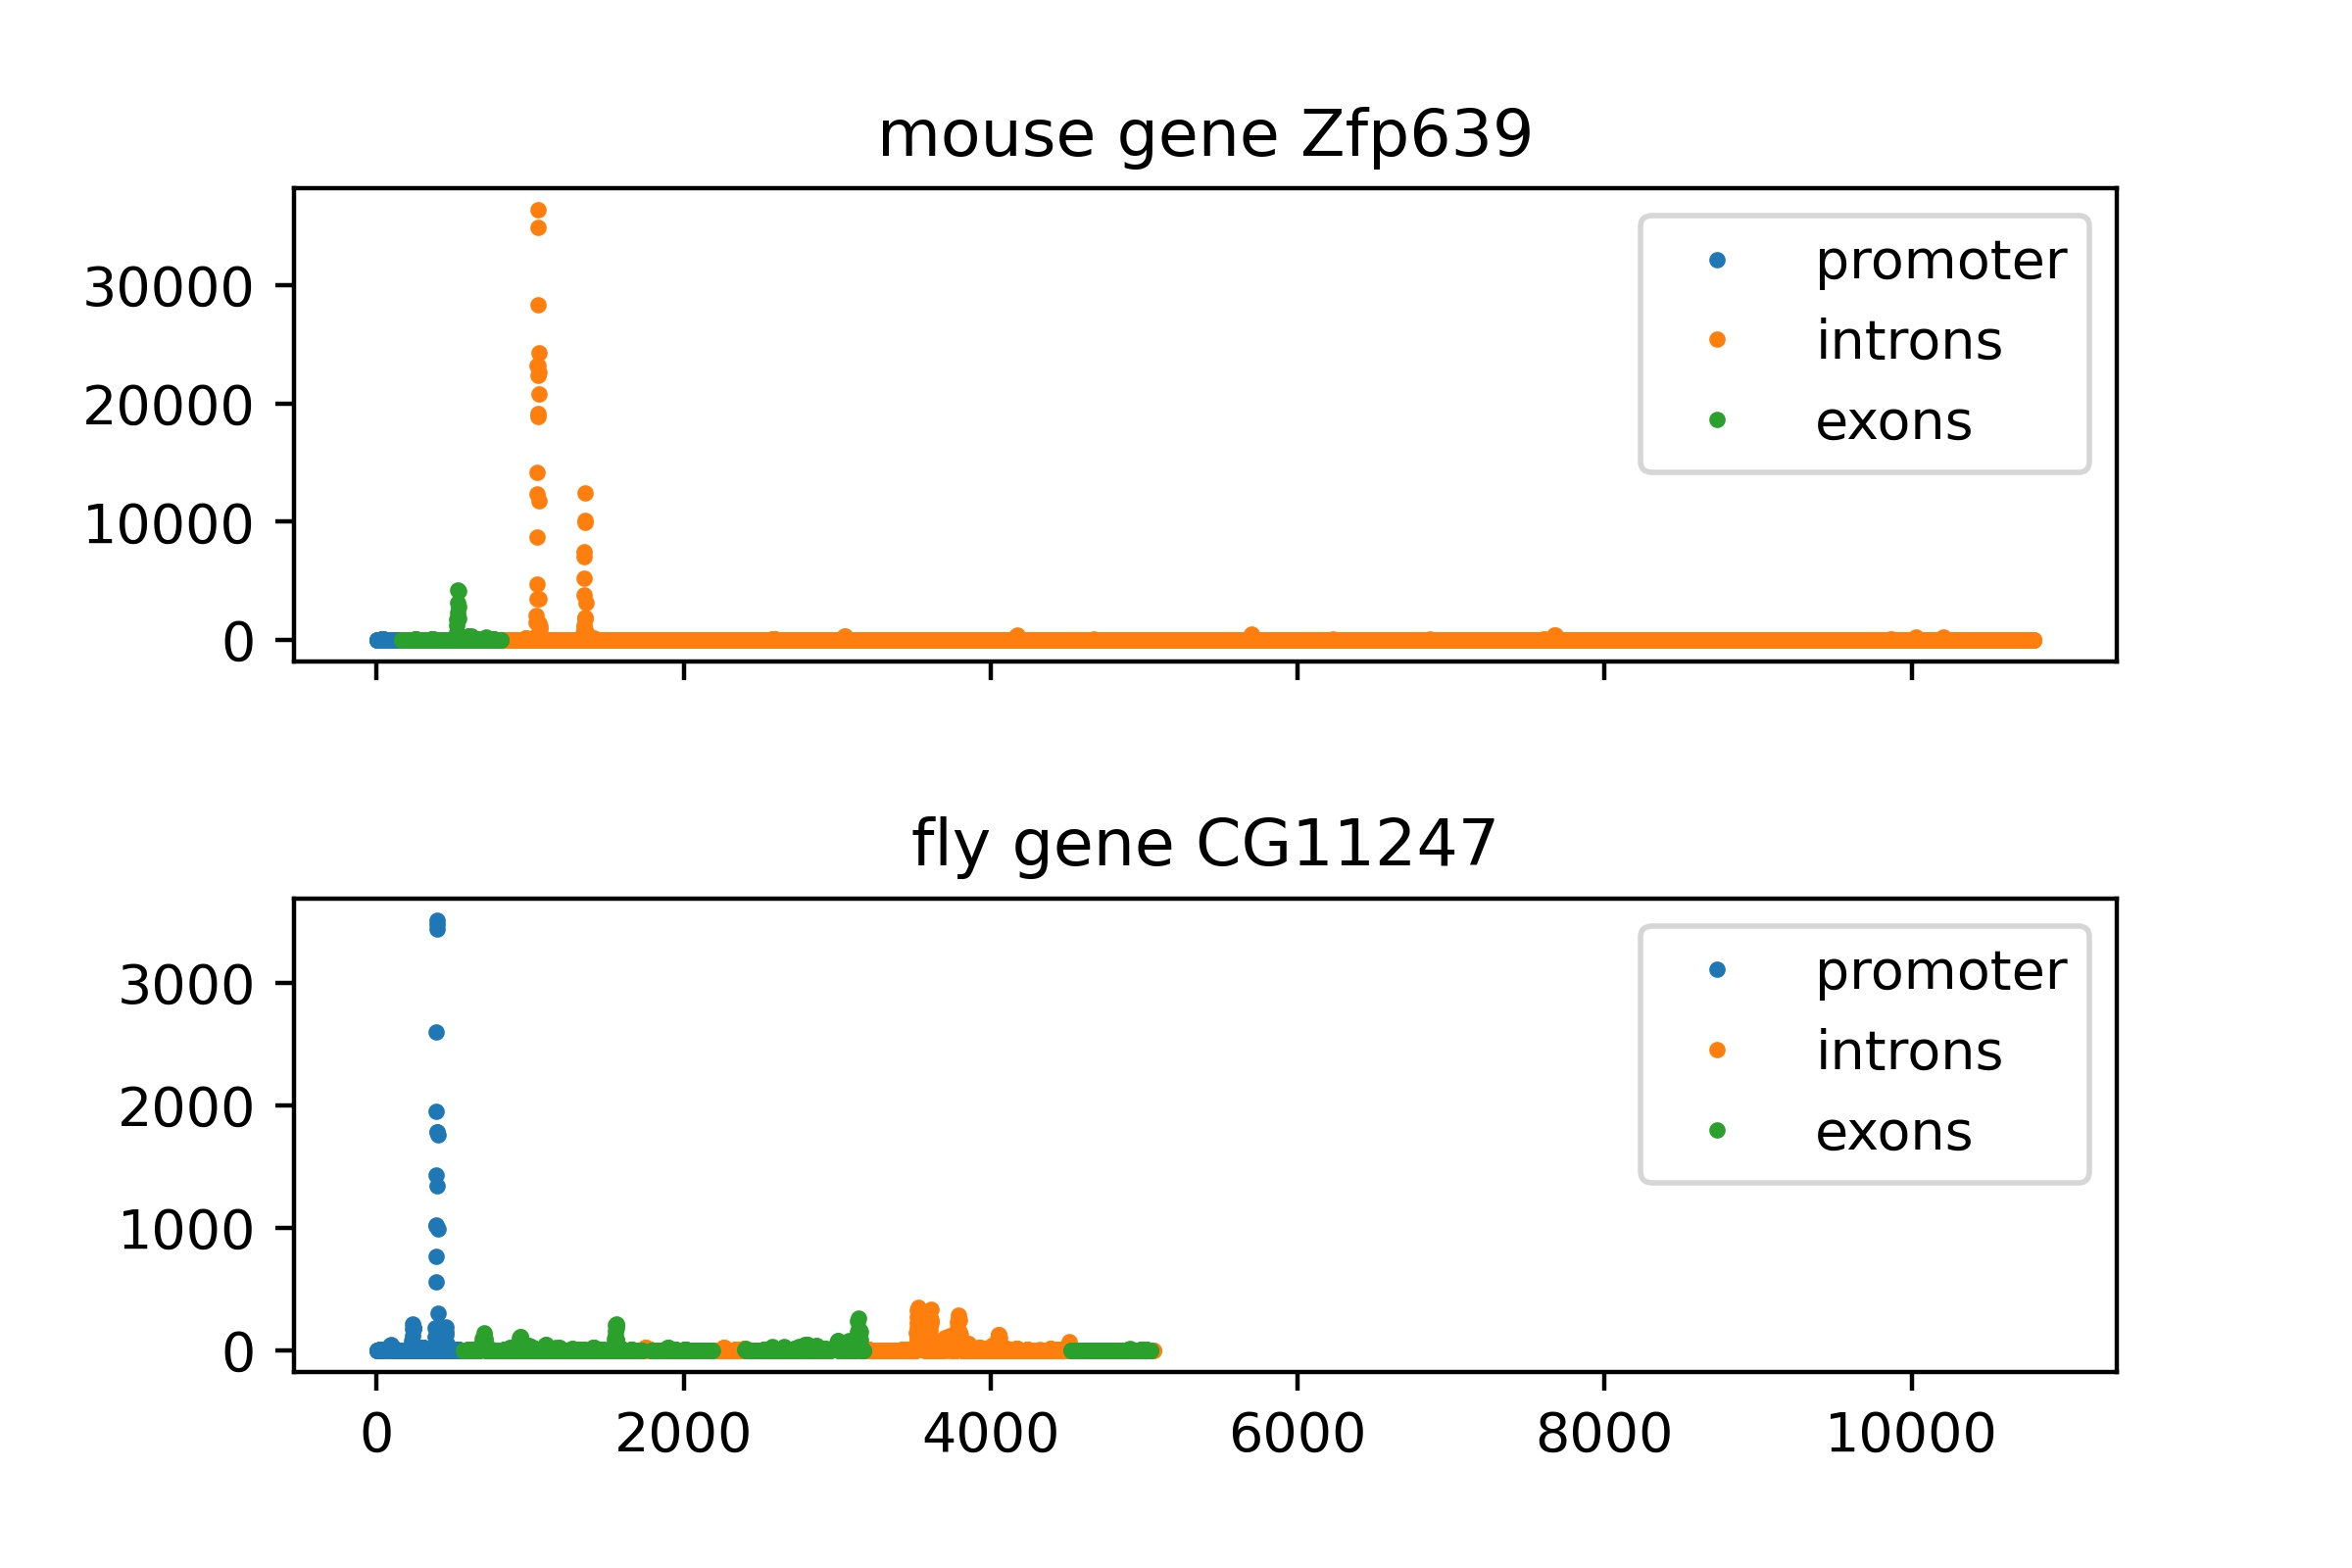 mouse gene Zfp639
30000
20000
10000
0
promoter
introns
exons
fly gene CG11247
3000
2000
1000
0
promoter
introns
exons
0 2000 4000 6000 8000 10000